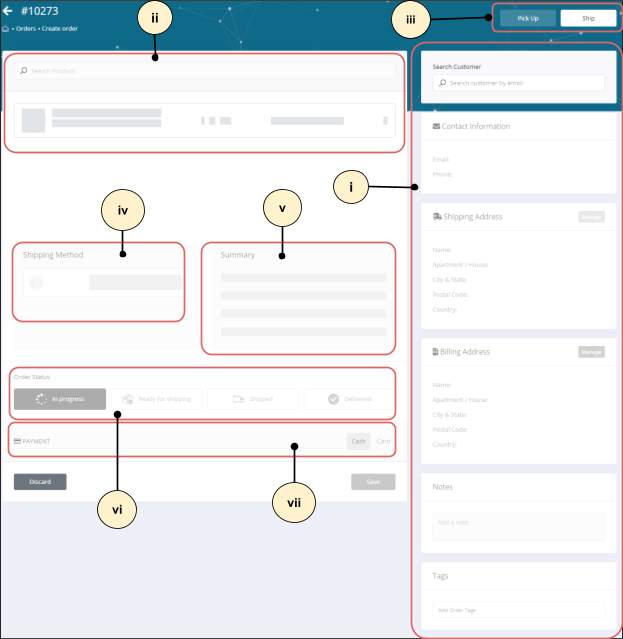 #10273
• Orders • Create order
ii
iii
Pick Up
Ship
Search Product
Search Customer
Search customer by email
Contact Information
Email:
Phone:
i
iv
v
Shipping Address
Manage
Name:
Apartment / House:
City & State:
Postal Code:
Country:
Shipping Method
Summary
Billing Address
Manage
Name:
Apartment / House:
City & State:
Postal Code:
Country:
Order Status
In progress
Ready for shipping
Shipped
Delivered
PAYMENT
Cash
Card
Discard
Save
vi
vii
Notes
Add a note
Tags
Add Order Tags